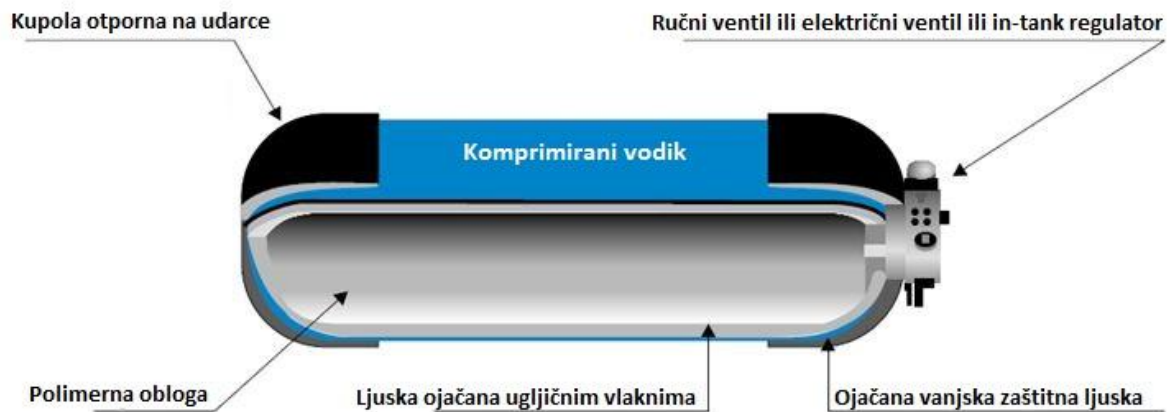 Kupola otporna na udarce
Ručni ventil ili električni ventil ili in-tank regulator
Komprimirani vodik
Polimerna obloga
Ljuska ojačana ugljičnim vlaknima
Ojačana vanjska zaštitna ljuska